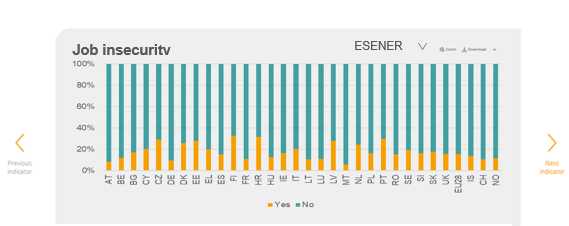 Job insecurity
ESENER
Zoom
Download
100%
80%
60%
40%
20%
0%
AT BE BG CY CZ DE DK EE EL ES FI FR HR HU IE IT LT LU LV MT NL PL PT RO SE SI SK UK EU28 IS CH NO
Yes No
Previous
indicator
Next
indicator